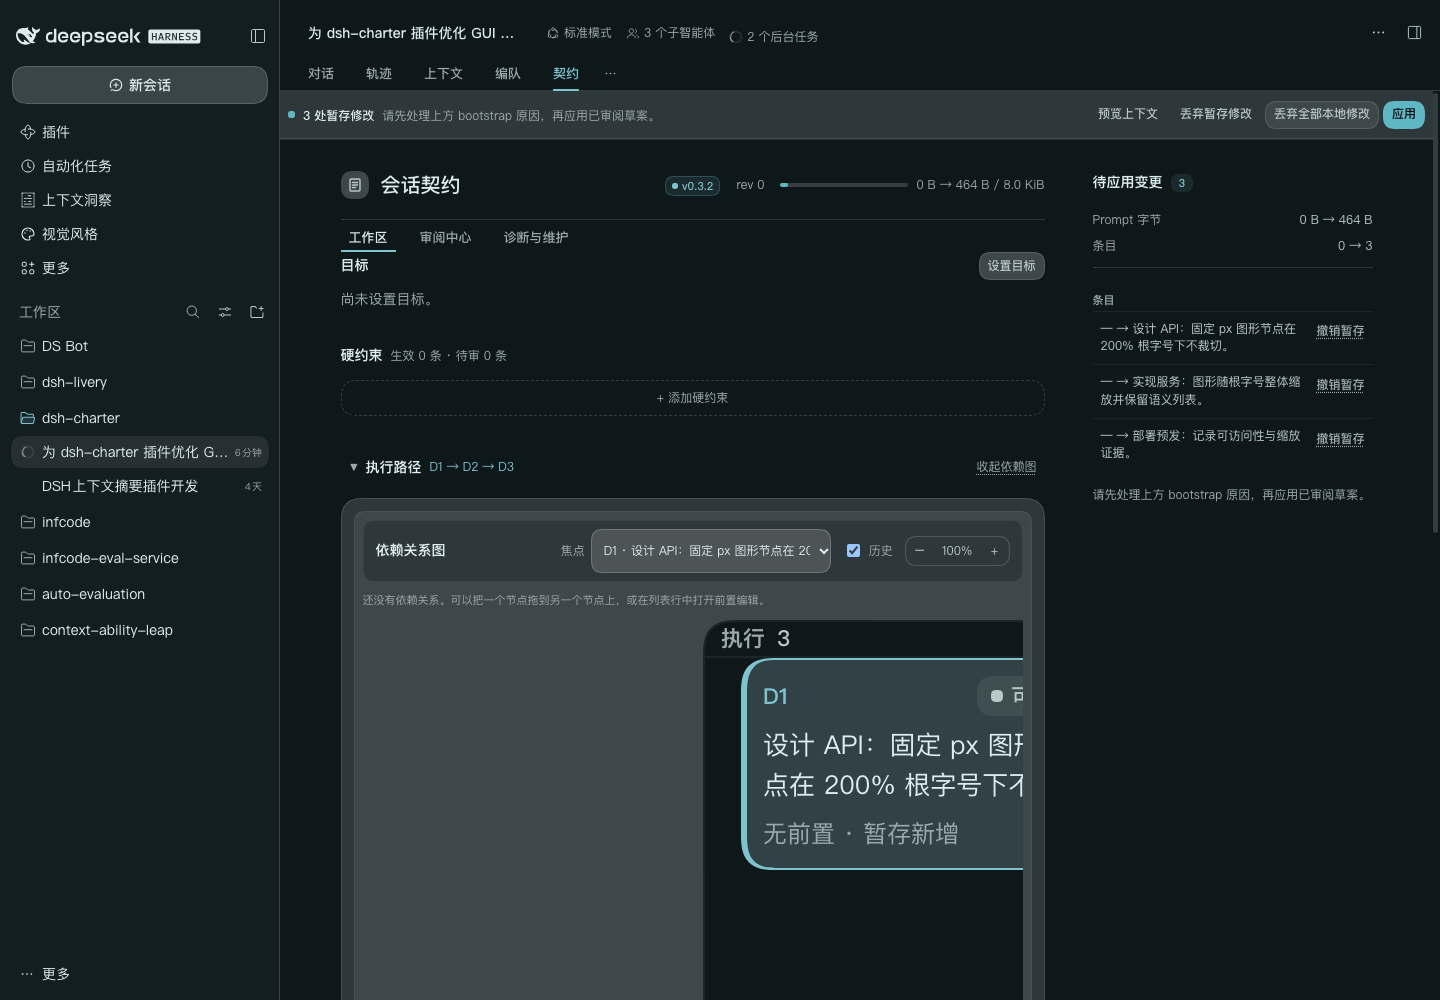 deepseek HARNESS
新会话
插件
自动化任务
上下文洞察
视觉风格
更多
工作区
DS Bot
dsh-livery
dsh-charter
为 dsh-charter 插件优化 G... 6分钟
DSH上下文摘要插件开发 4天
infcode
infcode-eval-service
auto-evaluation
context-ability-leap
... 更多
为 dsh-charter 插件优化 GUI ...
标准模式
3 个子智能体
2 个后台任务
对话
轨迹
上下文
编队
契约
3 处暂存修改 请先处理上方 bootstrap 原因，再应用已审阅草案。
预览上下文
丢弃暂存修改
丢弃全部本地修改
应用
会话契约
v0.3.2
rev 0
0 B → 464 B / 8.0 KiB
工作区
审阅中心
诊断与维护
目标
设置目标
尚未设置目标。
硬约束 生效 0 条 · 待审 0 条
+ 添加硬约束
▼ 执行路径 D1 → D2 → D3
收起依赖图
依赖关系图
焦点
D1 · 设计 API：固定 px 图形节点在 20
历史
− 100% +
还没有依赖关系。可以把一个节点拖到另一个节点上，或在列表行中打开前置编辑。
执行 3
D1
设计 API：固定 px 图
点在 200% 根字号下
无前置 · 暂存新增
待应用变更 3
Prompt 字节 0 B → 464 B
条目 0 → 3
条目
— → 设计 API：固定 px 图形节点在
200% 根字号下不裁切。
撤销暂存
— → 实现服务：图形随根字号整体缩
放并保留语义列表。
撤销暂存
— → 部署预发：记录可访问性与缩放
证据。
撤销暂存
请先处理上方 bootstrap 原因，再应用已审阅草案。